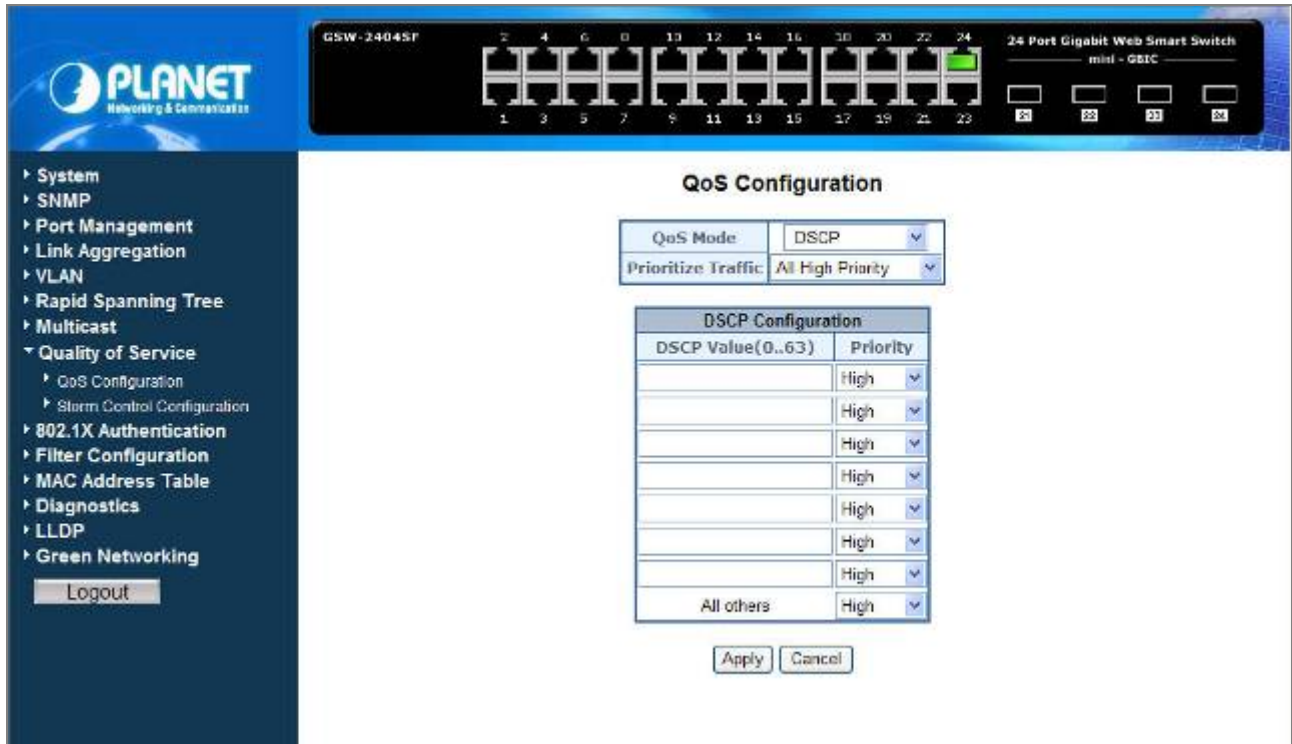 PLANET
Networking & Communication
GSW-2404SF
2 4 6 8 10 12 14 16 18 20 22 24
1 3 5 7 9 11 13 15 17 19 21 23
24 Port Gigabit Web Smart Switch
mini - GBIC
21 22 23 24
System
SNMP
Port Management
Link Aggregation
VLAN
Rapid Spanning Tree
Multicast
Quality of Service
QoS Configuration
Storm Control Configuration
802.1X Authentication
Filter Configuration
MAC Address Table
Diagnostics
LLDP
Green Networking
Logout
QoS Configuration
QoS Mode DSCP
Prioritize Traffic All High Priority
DSCP Configuration
DSCP Value(0..63) Priority
High
High
High
High
High
High
High
All others High
Apply Cancel